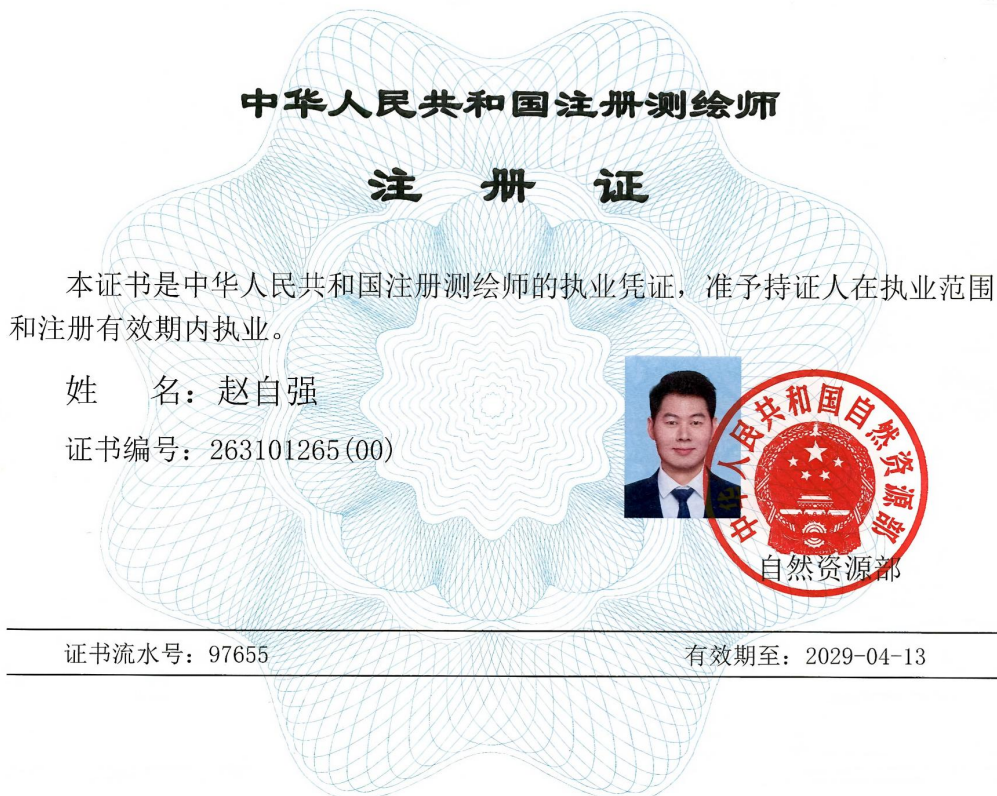 中华人民共和国注册测绘师
注 册 证
本证书是中华人民共和国注册测绘师的执业凭证，准予持证人在执业范围
和注册有效期内执业。
姓 名：赵自强
证书编号：263101265(00)
中华人民共和国自然资源部
自然资源部
证书流水号：97655
有效期至：2029-04-13